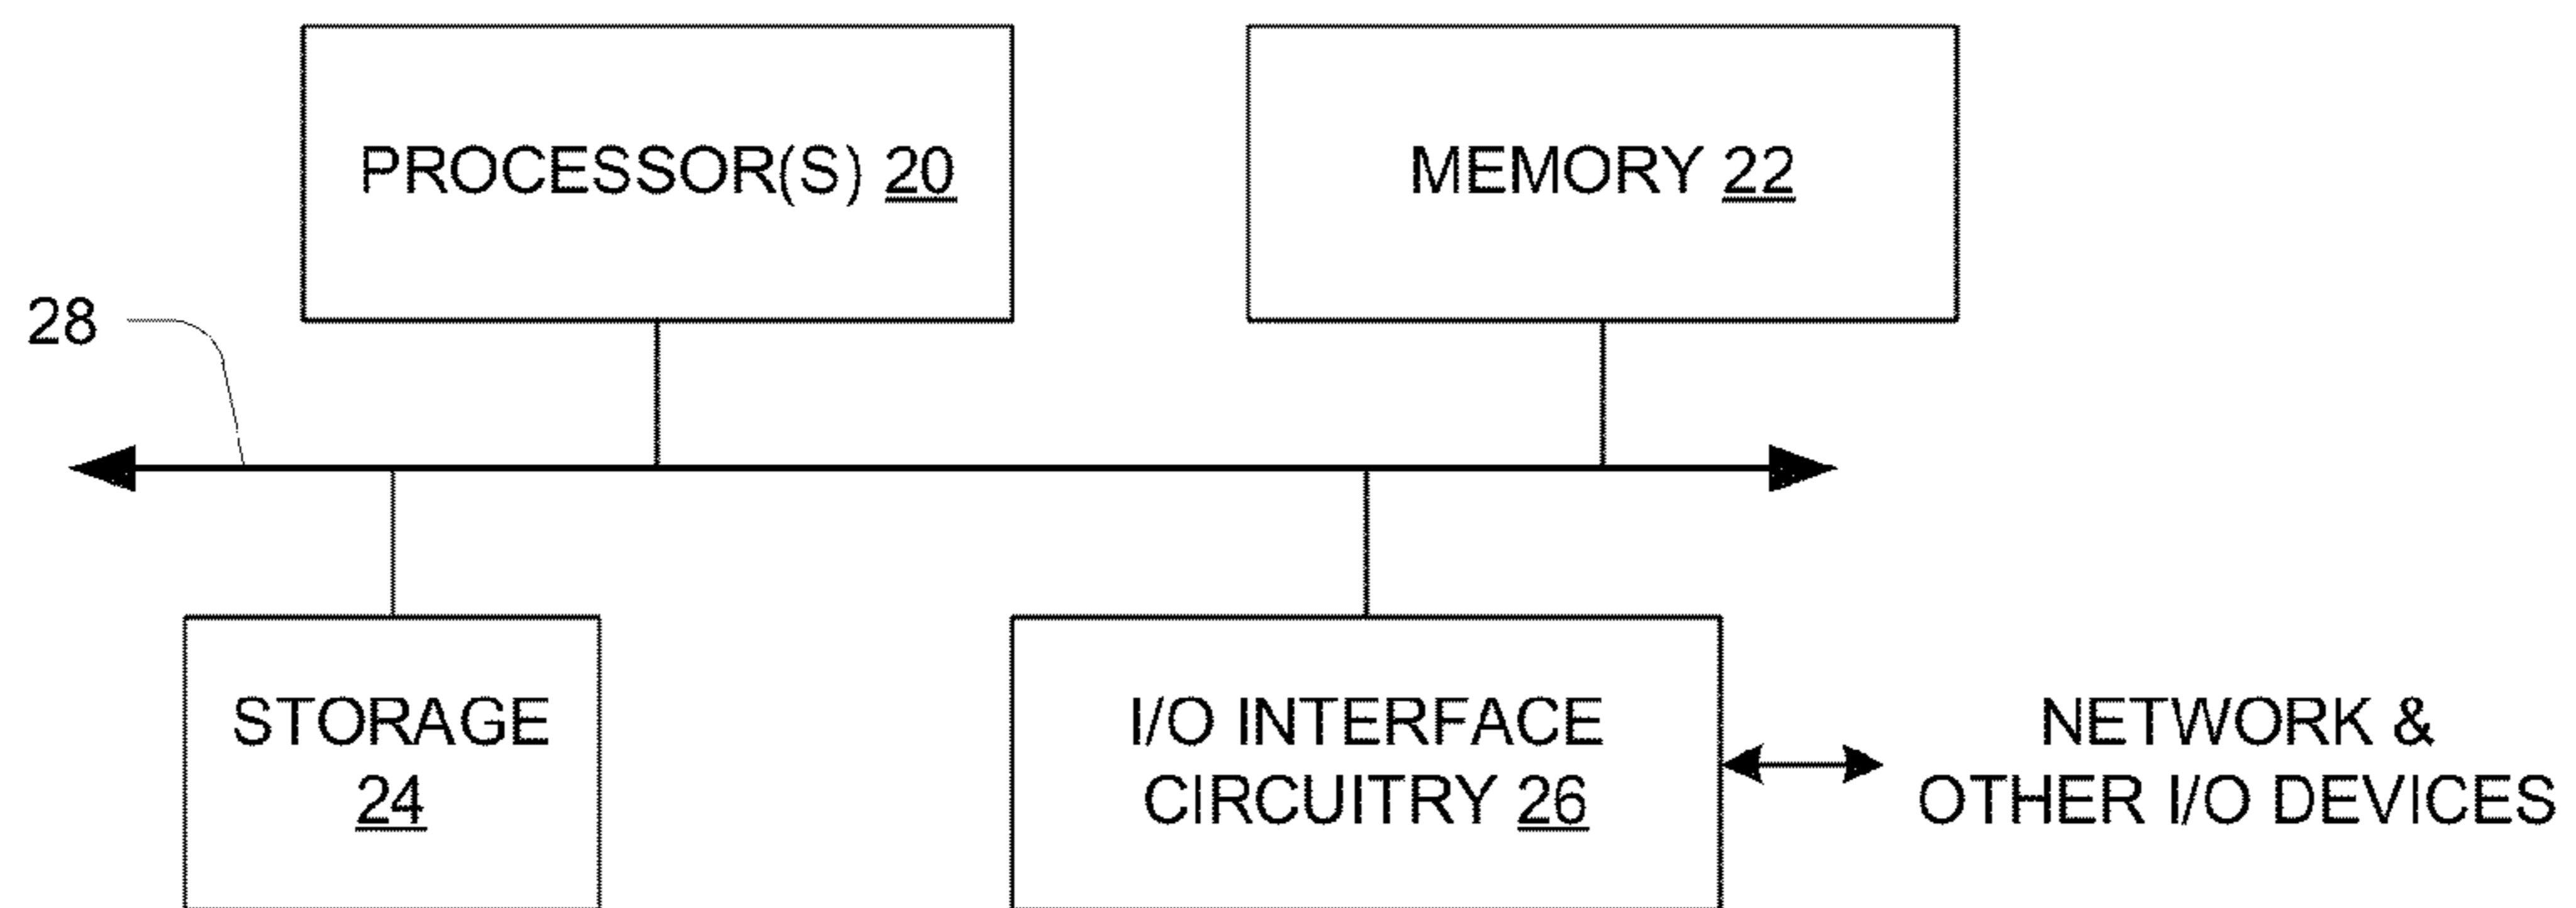 PROCESSOR(S) 20
MEMORY 22
28
STORAGE
24
I/O INTERFACE
CIRCUITRY 26
NETWORK &
OTHER I/O DEVICES